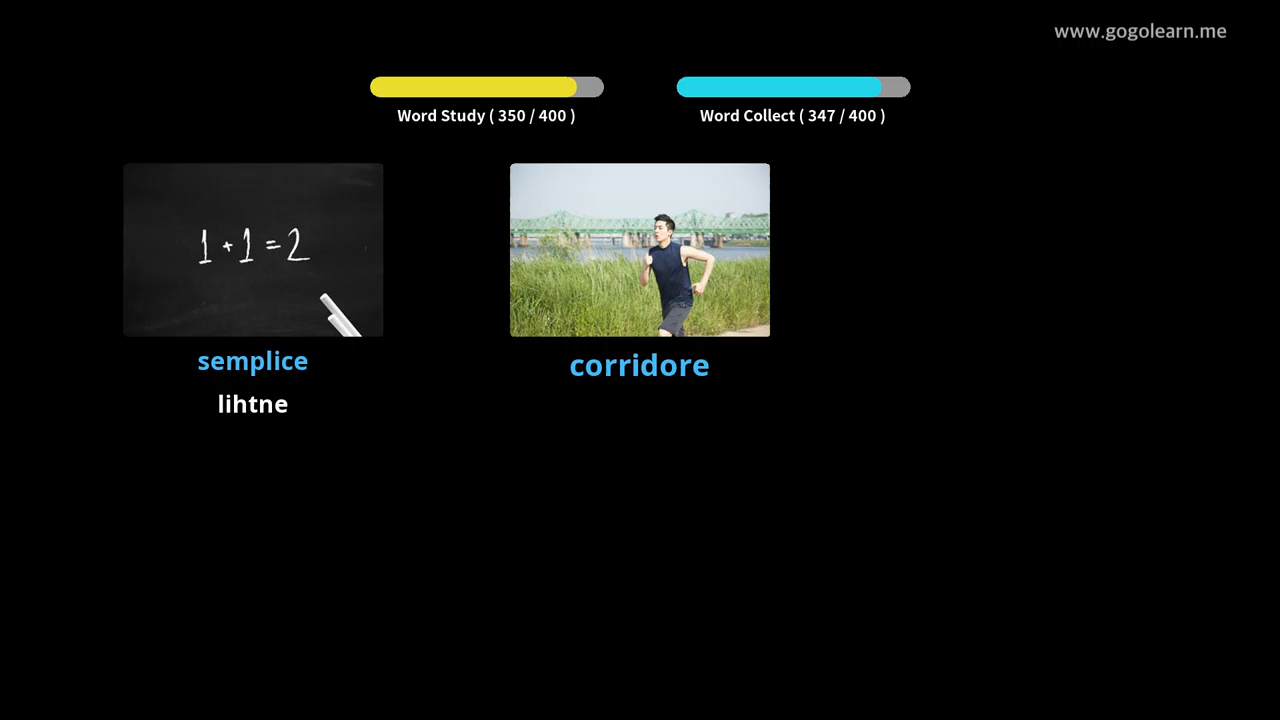 www.gogolearn.me
Word Study ( 350 / 400 )
Word Collect ( 347 / 400 )
1 + 1 = 2
semplice
lihtne
corridore